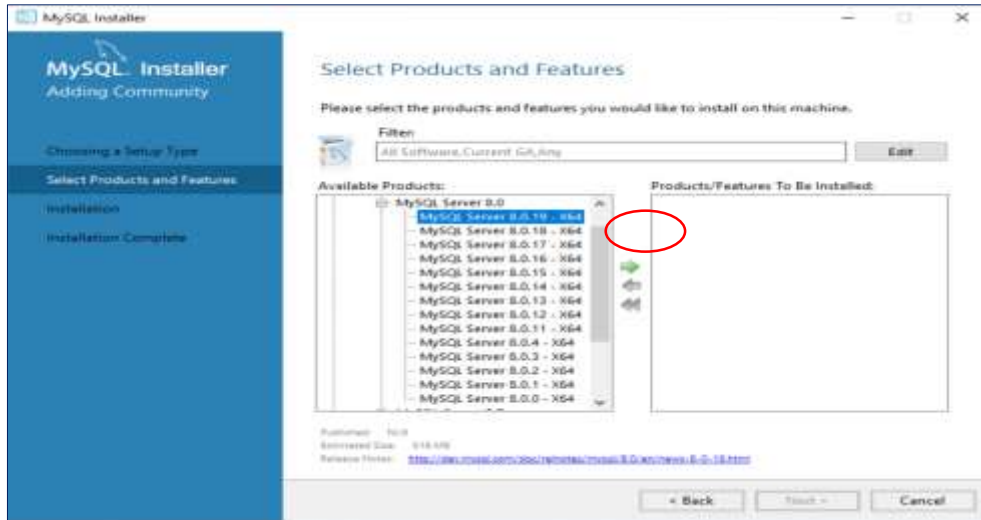 MySQL Installer
MySQL Installer
Adding Community
Choosing a Setup Type
Select Products and Features
Installation
Installation Complete
Select Products and Features
Please select the products and features you would like to install on this machine.
Filter:
All Software,Current GA,Any
Edit
Available Products:
MySQL Server 8.0
MySQL Server 8.0.19 - X64
MySQL Server 8.0.18 - X64
MySQL Server 8.0.17 - X64
MySQL Server 8.0.16 - X64
MySQL Server 8.0.15 - X64
MySQL Server 8.0.14 - X64
MySQL Server 8.0.13 - X64
MySQL Server 8.0.12 - X64
MySQL Server 8.0.11 - X64
MySQL Server 8.0.4 - X64
MySQL Server 8.0.3 - X64
MySQL Server 8.0.2 - X64
MySQL Server 8.0.1 - X64
MySQL Server 8.0.0 - X64
Products/Features To Be Installed:
Published:
Estimated Size:
Release Notes:
< Back
Next >
Cancel